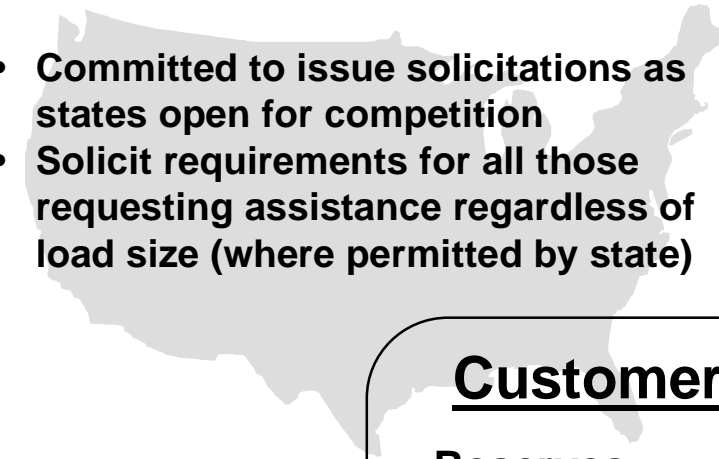 • Committed to issue solicitations as
states open for competition
• Solicit requirements for all those
requesting assistance regardless of
load size (where permitted by state)
Customer